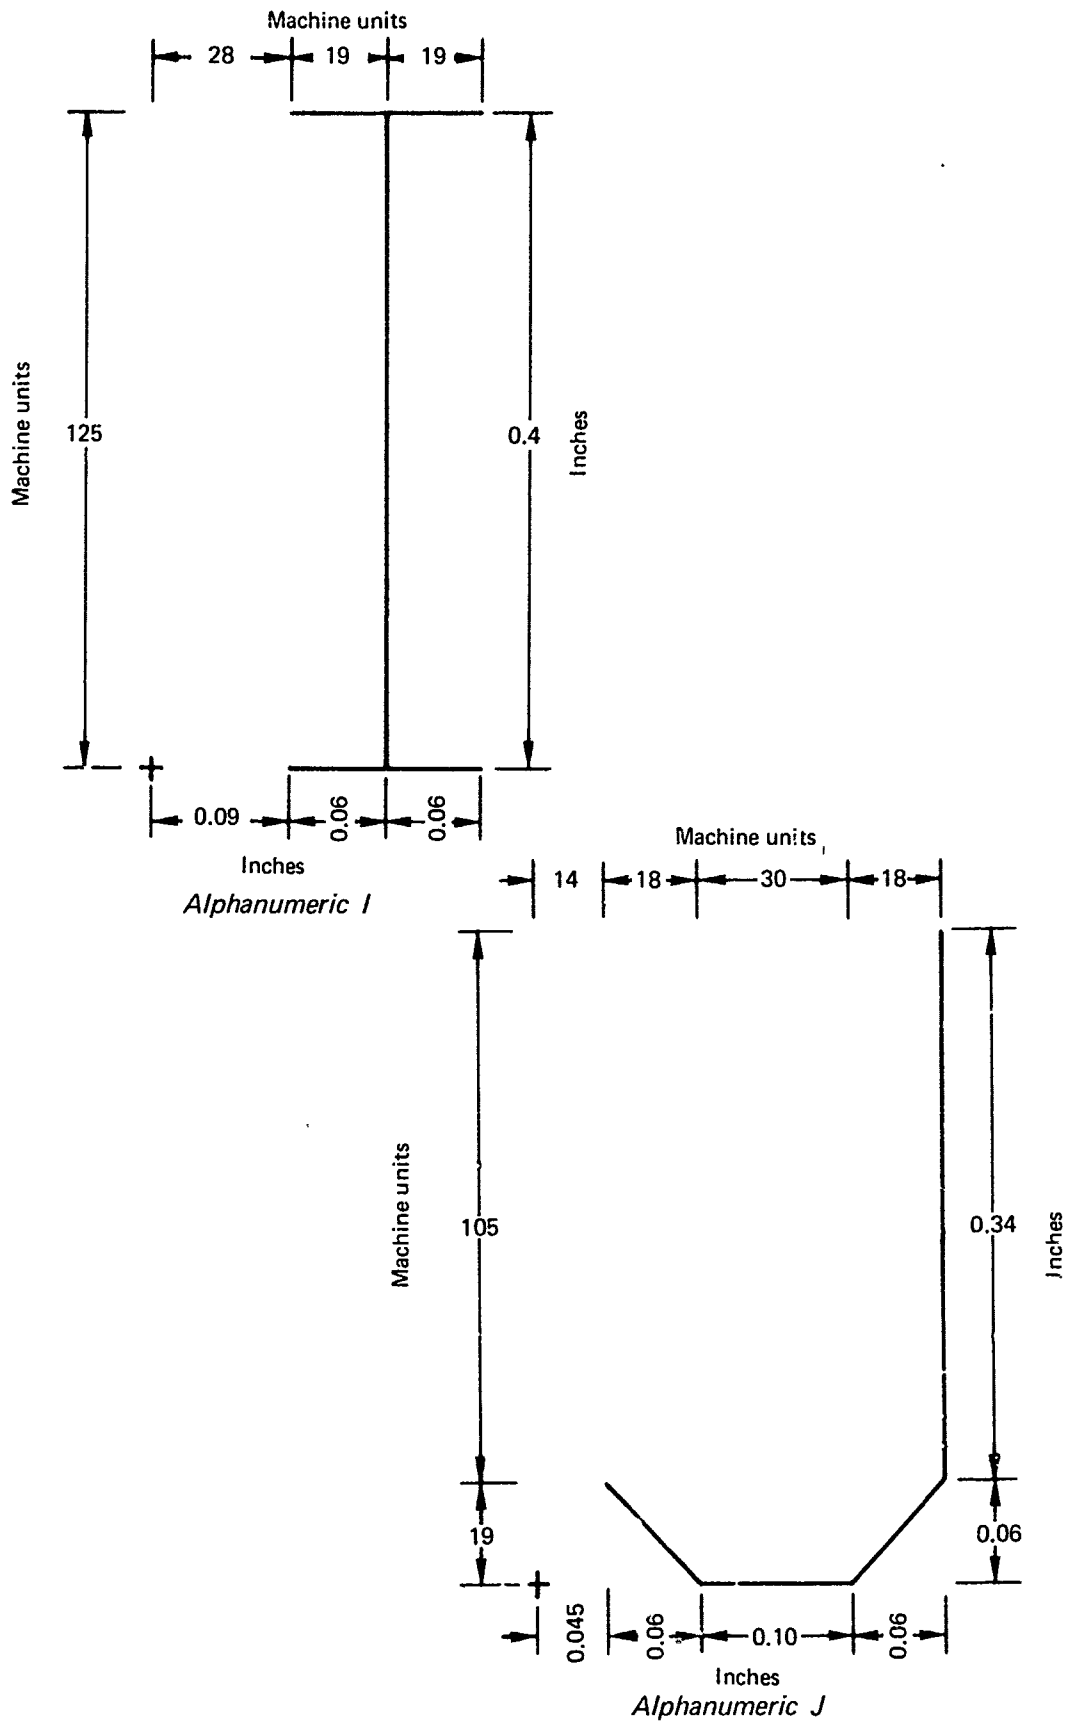 Machine units
28 19 19
Machine units
125
0.4
Inches
0.09 0.06 0.06
Inches
Alphanumeric I
Machine units
14 18 30 18
Machine units
105
0.34
Inches
19
0.06
0.045 0.06 0.10 0.06
Inches
Alphanumeric J